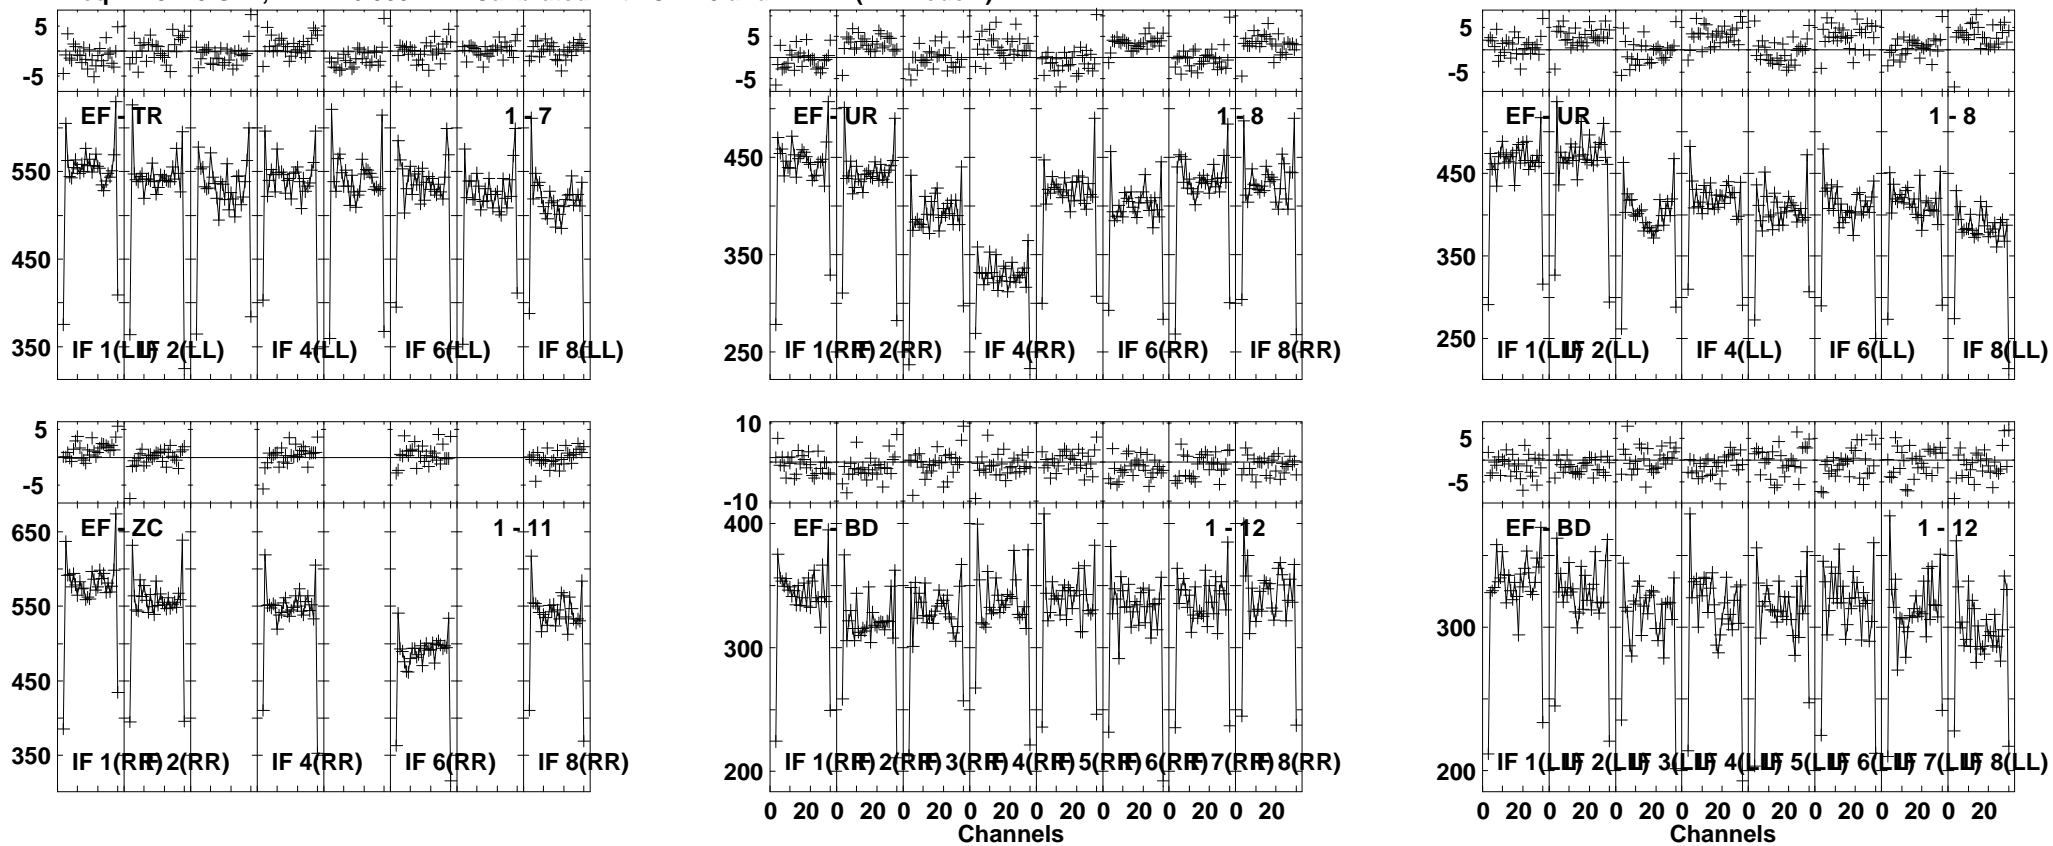 5
-5
EF - TR
1 - 7
550
450
350
IF 1(LL)
IF 2(LL)
IF 4(LL)
IF 6(LL)
IF 8(LL)
5
-5
EF - UR
1 - 8
450
350
250
IF 1(RR)
IF 2(RR)
IF 4(RR)
IF 6(RR)
IF 8(RR)
5
-5
EF - UR
1 - 8
450
350
250
IF 1(LL)
IF 2(LL)
IF 4(LL)
IF 6(LL)
IF 8(LL)
5
-5
EF - ZC
1 - 11
650
550
450
350
IF 1(RR)
IF 2(RR)
IF 4(RR)
IF 6(RR)
IF 8(RR)
10
-10
EF - BD
1 - 12
400
300
200
IF 1(RR)
IF 2(RR)
IF 3(RR)
IF 4(RR)
IF 5(RR)
IF 6(RR)
IF 7(RR)
IF 8(RR)
0 20 0 20 0 20 0 20 0 20 0 20 0 20 0 20
Channels
5
-5
EF - BD
1 - 12
300
200
IF 1(LL)
IF 2(LL)
IF 3(LL)
IF 4(LL)
IF 5(LL)
IF 6(LL)
IF 7(LL)
IF 8(LL)
0 20 0 20 0 20 0 20 0 20 0 20 0 20 0 20
Channels